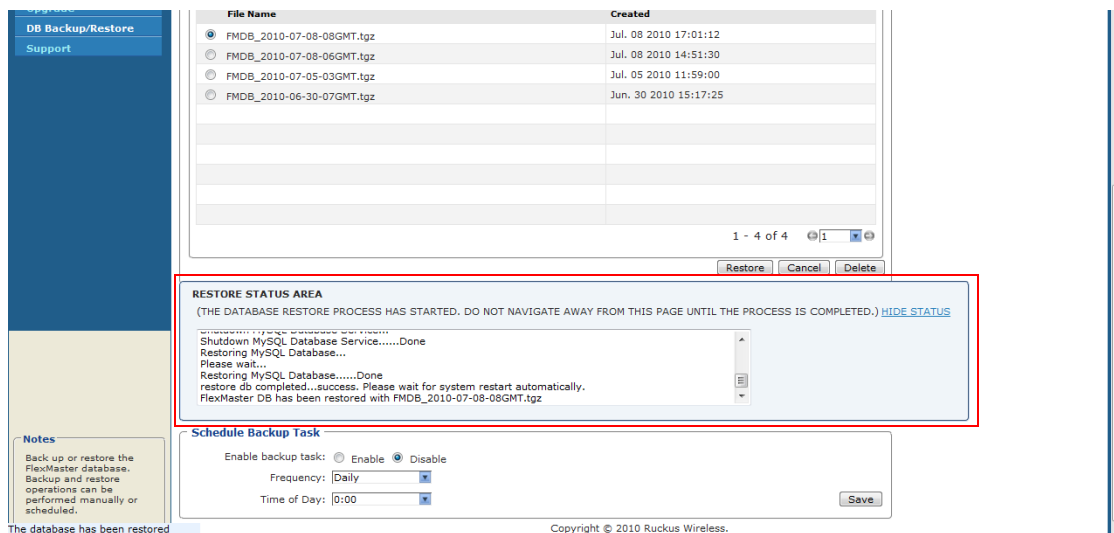 Upgrade
DB Backup/Restore
Support
File Name Created
FMDB_2010-07-08-08GMT.tgz Jul. 08 2010 17:01:12
FMDB_2010-07-08-06GMT.tgz Jul. 08 2010 14:51:30
FMDB_2010-07-05-03GMT.tgz Jul. 05 2010 11:59:00
FMDB_2010-06-30-07GMT.tgz Jun. 30 2010 15:17:25
1 - 4 of 4 1
Restore Cancel Delete
RESTORE STATUS AREA
(THE DATABASE RESTORE PROCESS HAS STARTED. DO NOT NAVIGATE AWAY FROM THIS PAGE UNTIL THE PROCESS IS COMPLETED.) HIDE STATUS
Shutdown MySQL Database Service...
Shutdown MySQL Database Service......Done
Restoring MySQL Database...
Please wait...
Restoring MySQL Database......Done
restore db completed...success. Please wait for system restart automatically.
FlexMaster DB has been restored with FMDB_2010-07-08-08GMT.tgz
Schedule Backup Task
Enable backup task: Enable Disable
Frequency: Daily
Time of Day: 0:00
Save
Notes
Back up or restore the
FlexMaster database.
Backup and restore
operations can be
performed manually or
scheduled.
The database has been restored
Copyright © 2010 Ruckus Wireless.